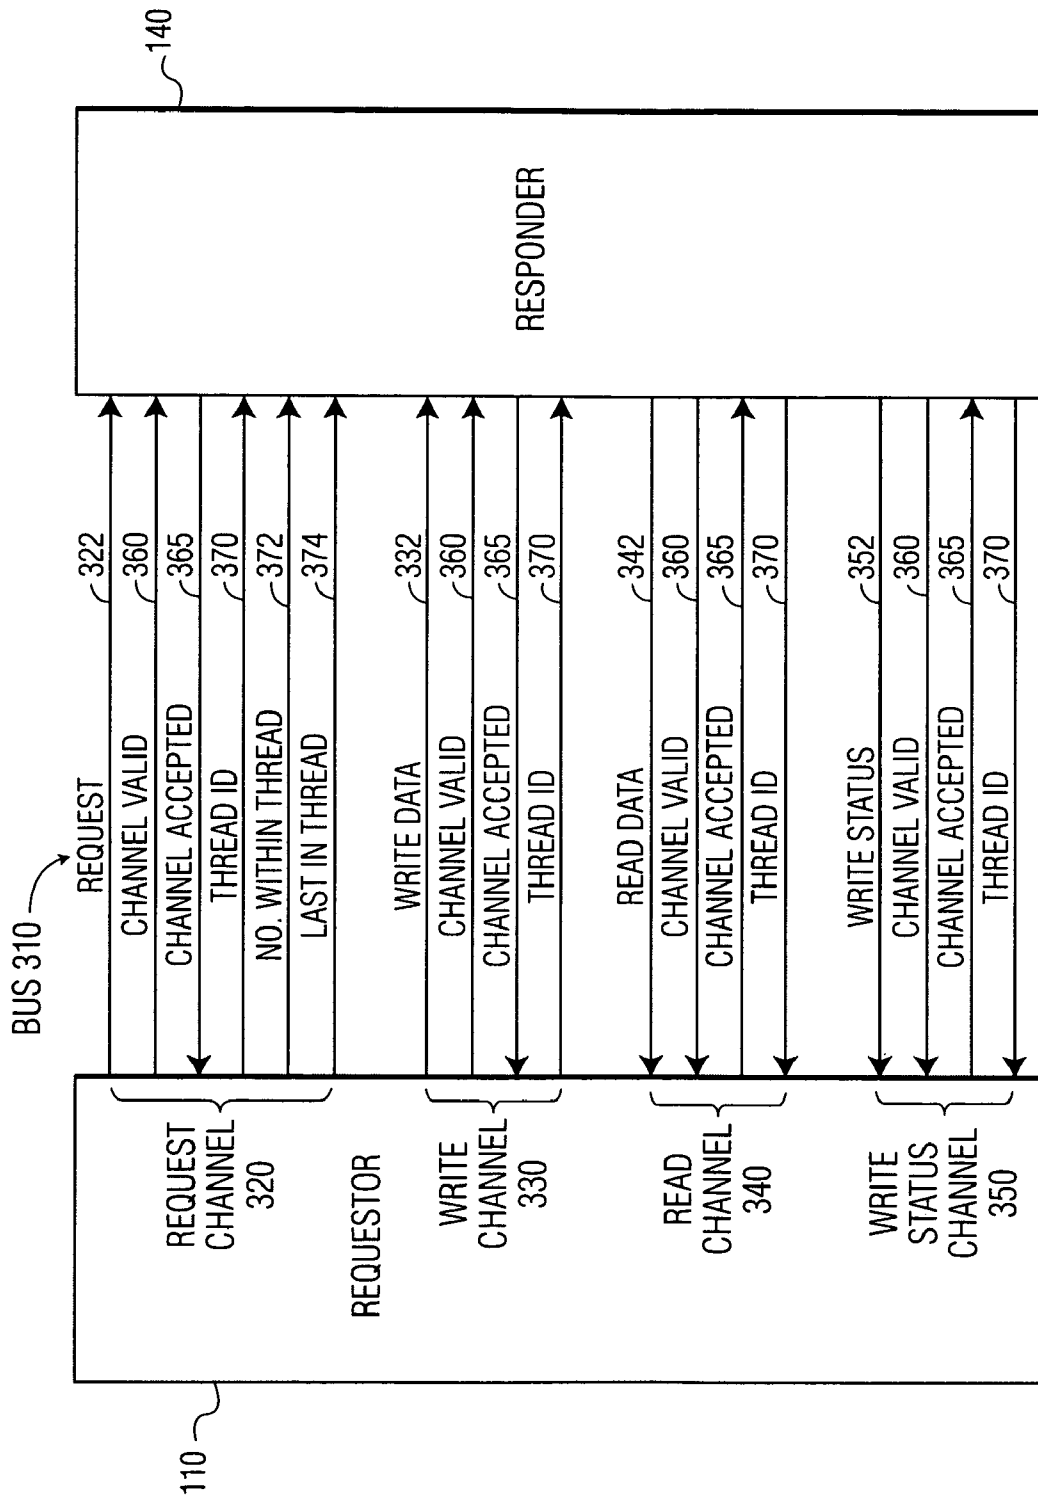 BUS 310
110
140
REQUESTOR
RESPONDER
REQUEST
CHANNEL
320
REQUEST
322
CHANNEL VALID
360
CHANNEL ACCEPTED
365
THREAD ID
370
NO. WITHIN THREAD
372
LAST IN THREAD
374
WRITE
CHANNEL
330
WRITE DATA
332
CHANNEL VALID
360
CHANNEL ACCEPTED
365
THREAD ID
370
READ
CHANNEL
340
READ DATA
342
CHANNEL VALID
360
CHANNEL ACCEPTED
365
THREAD ID
370
WRITE
STATUS
CHANNEL
350
WRITE STATUS
352
CHANNEL VALID
360
CHANNEL ACCEPTED
365
THREAD ID
370